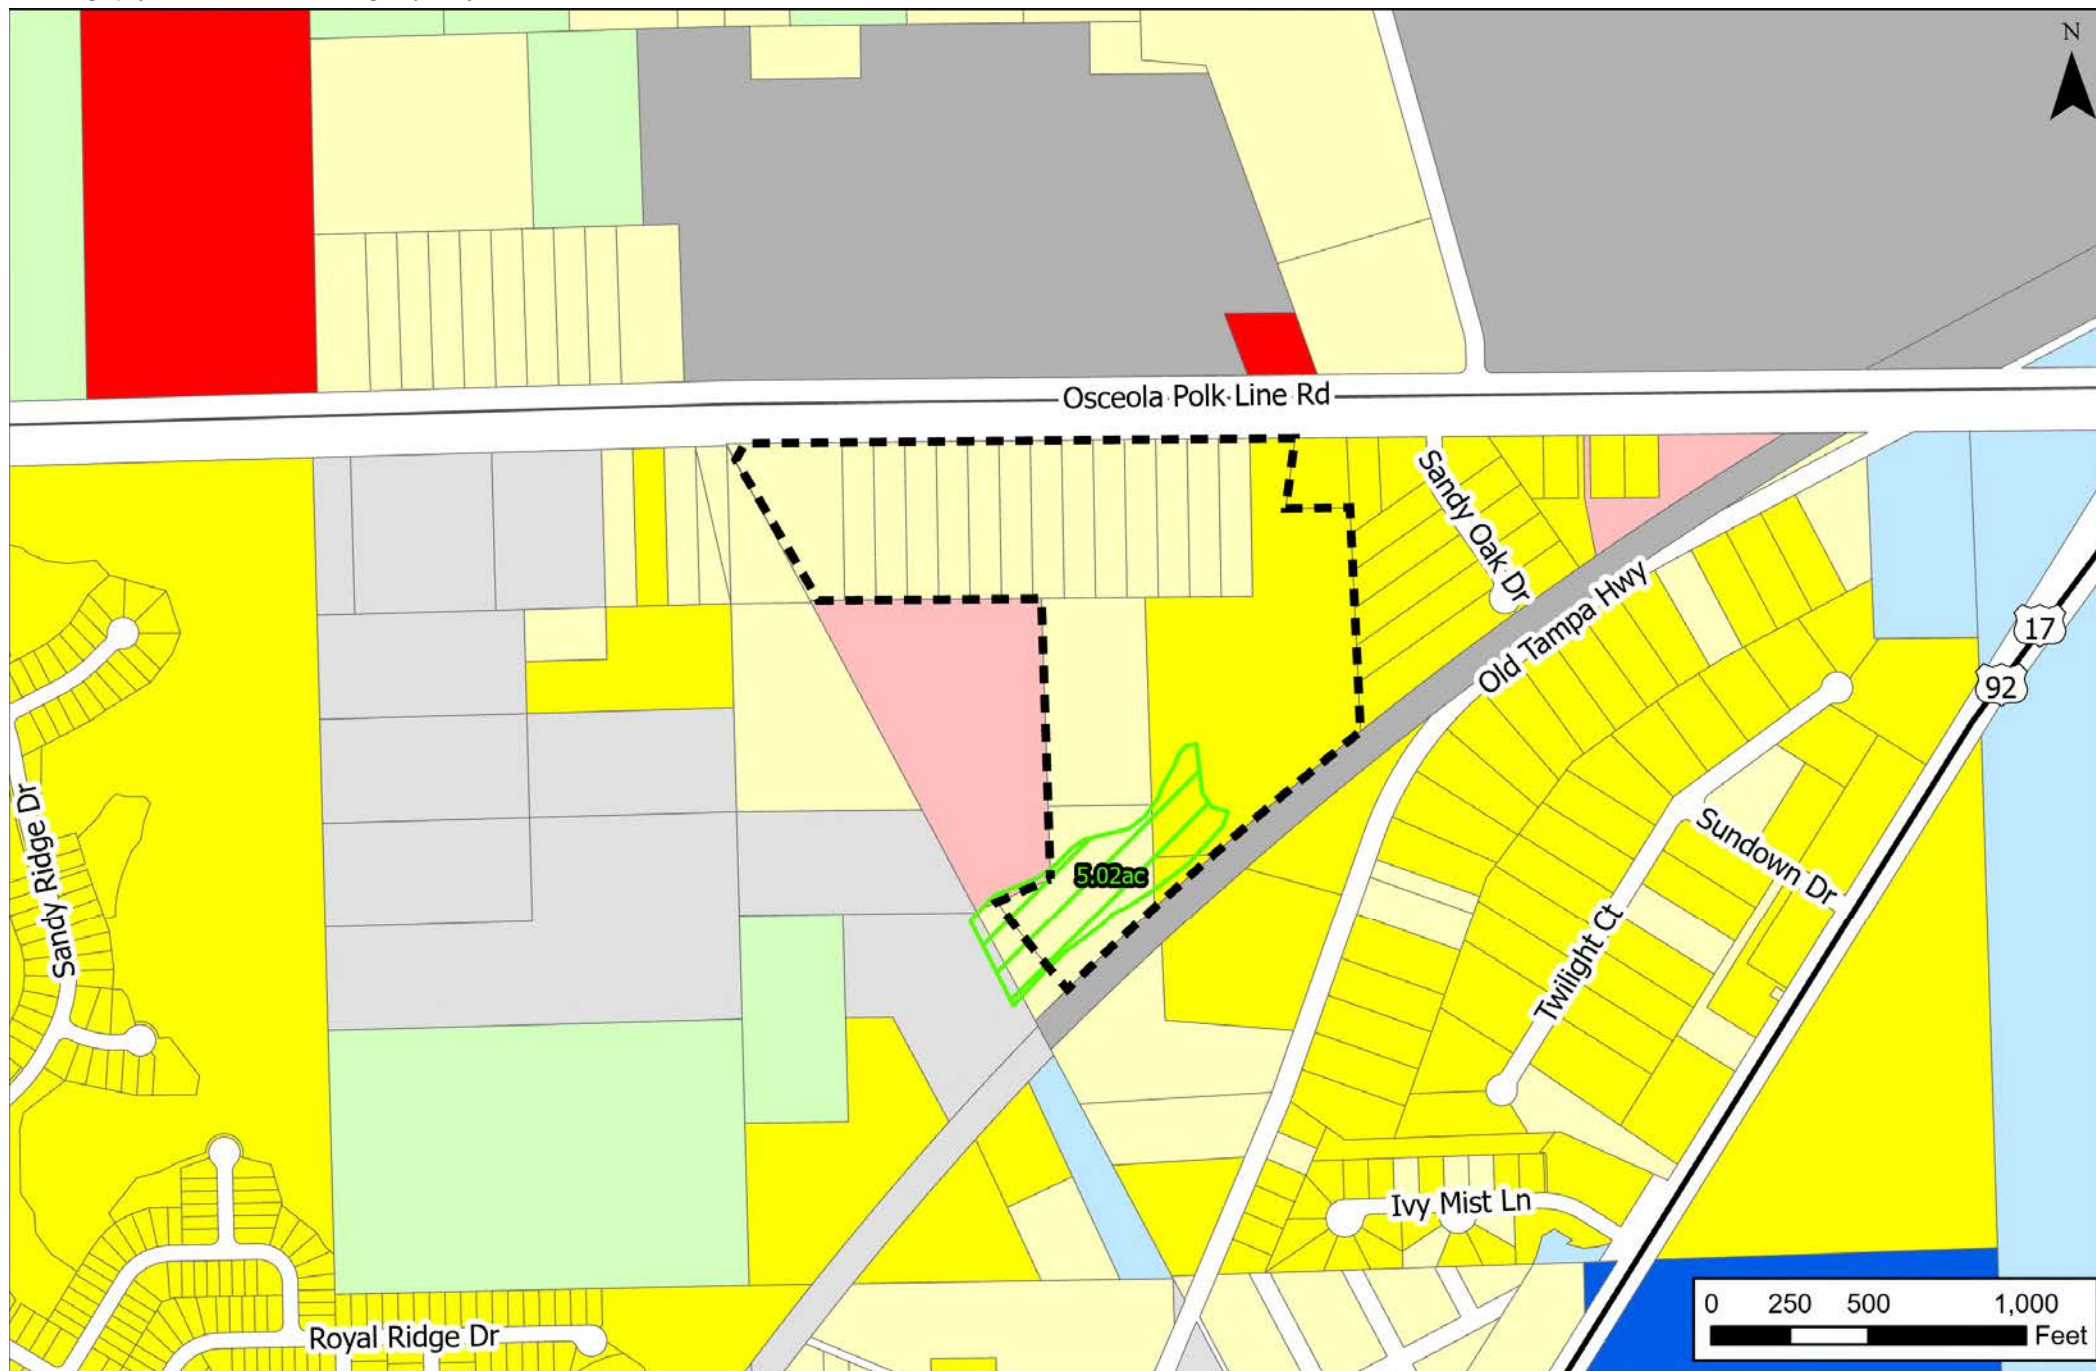 N
Osceola Polk Line Rd
Sandy Oak Dr
Old Tampa Hwy
17
92
Sandy Ridge Dr
5.02ac
Sundown Dr
Twilight Ct
Ivy Mist Ln
Royal Ridge Dr
0 250 500 1,000
Feet